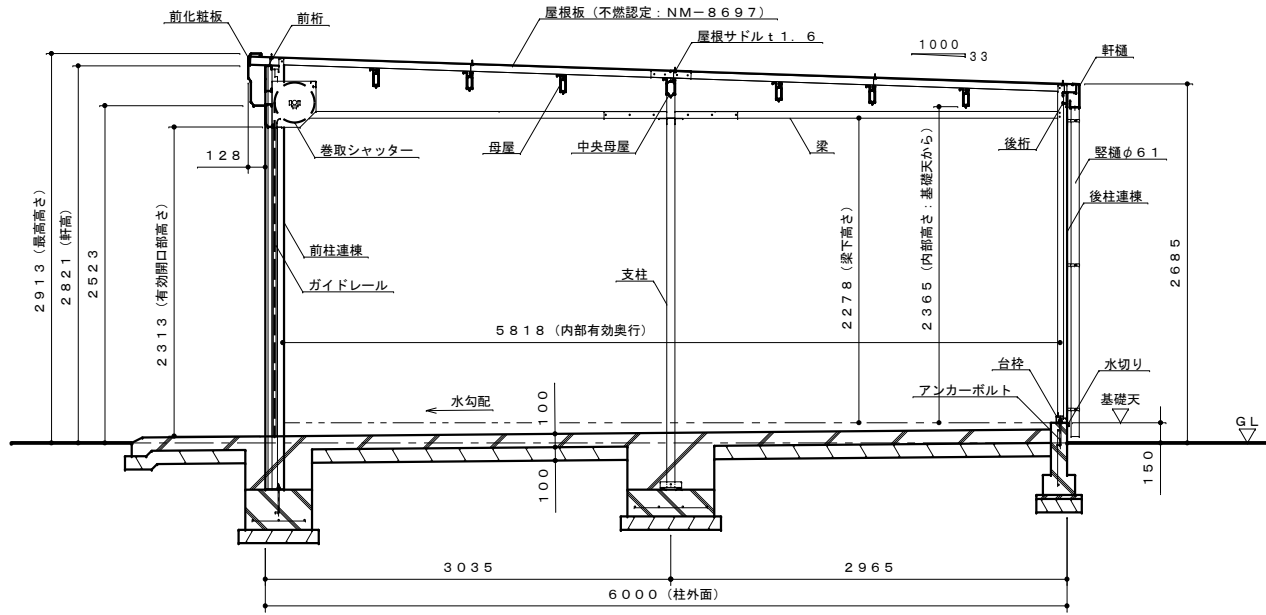 屋根板（不燃認定：ＮＭ－８６９７）
前化粧板
前桁
屋根サドルｔ１．６
１０００
３３
軒樋
巻取シャッター
母屋
中央母屋
梁
後桁
竪樋φ６１
後柱連棟
１２８
２９１３（最高高さ）
２８２１（軒高）
２５２３
２３１３（有効開口部高さ）
前柱連棟
ガイドレール
支柱
２２７８（梁下高さ）
２３６５（内部高さ：基礎天から）
２６８５
５８１８（内部有効奥行）
台枠
水切り
アンカーボルト
基礎天
水勾配
１００
１００
ＧＬ
１５０
３０３５
２９６５
６０００（柱外面）